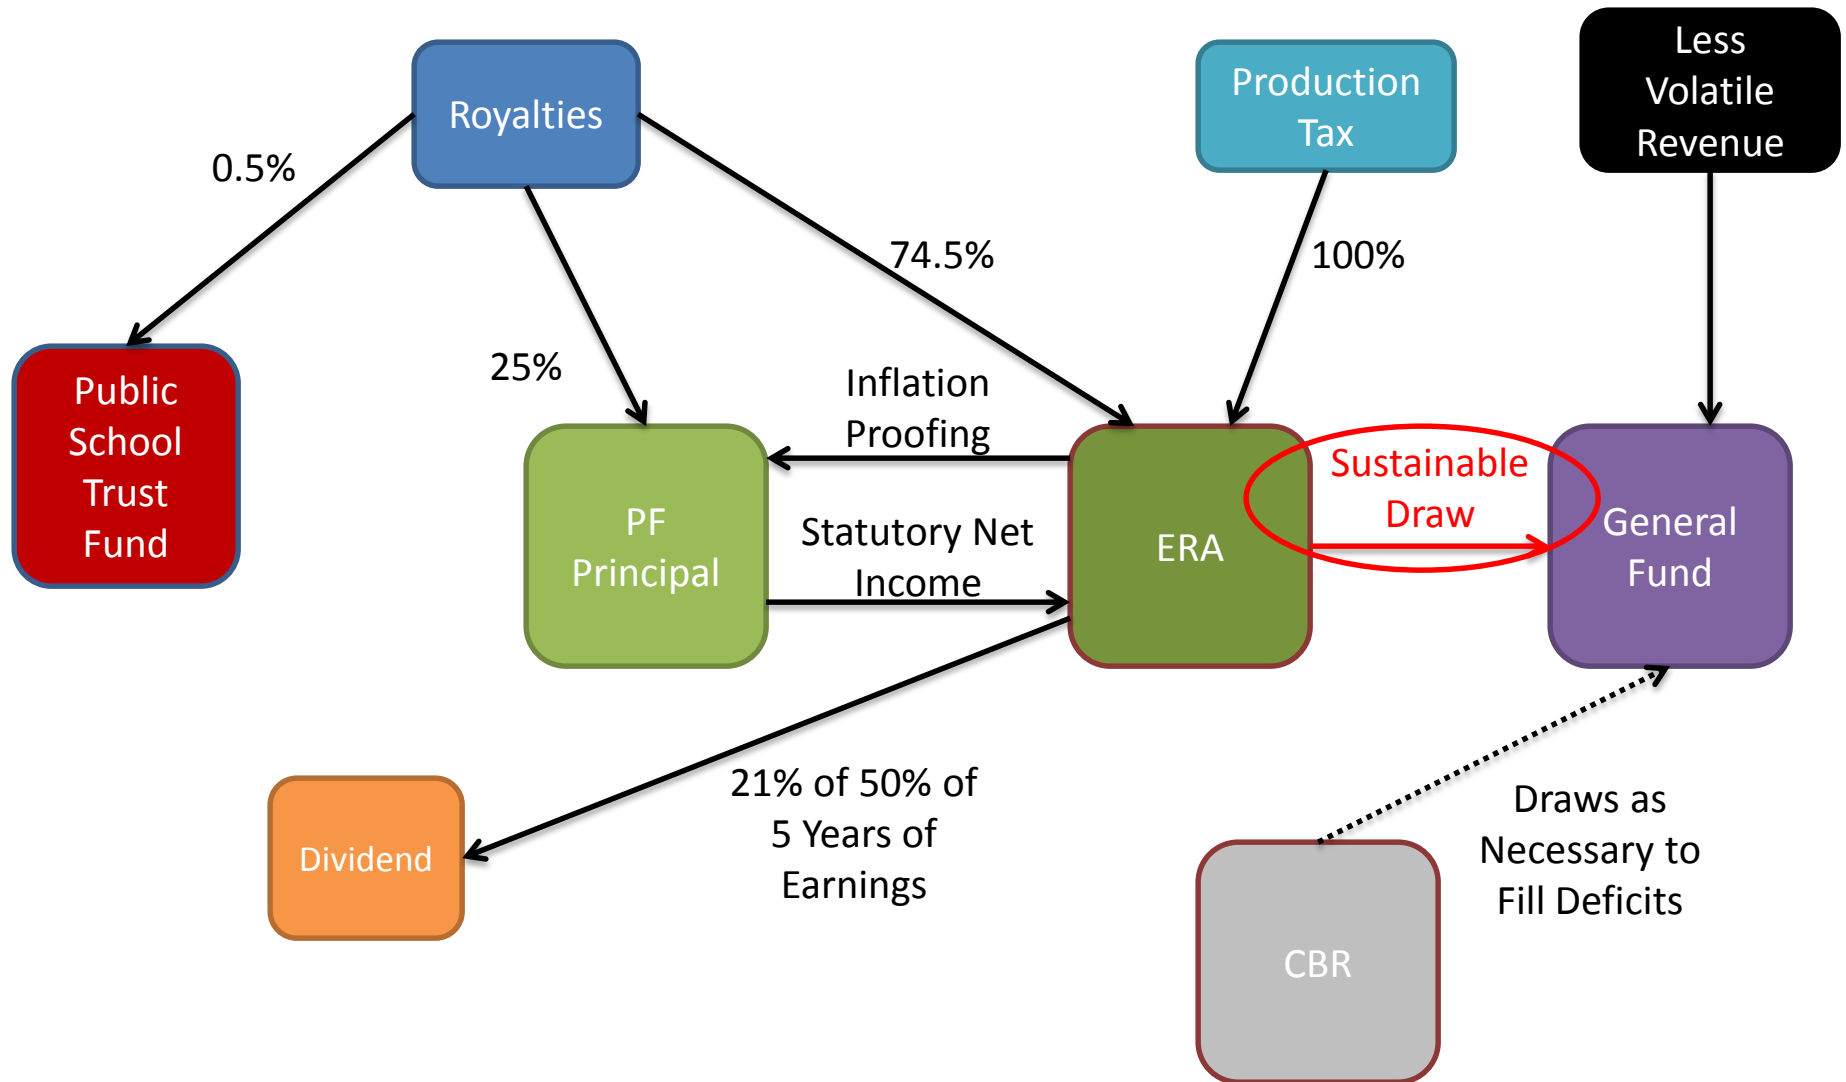 Royalties
Production
Tax
Less
Volatile
Revenue
0.5%
74.5%
100%
25%
Public
School
Trust
Fund
Inflation
Proofing
PF
Principal
Statutory Net
Income
ERA
Sustainable
Draw
General
Fund
Dividend
21% of 50% of
5 Years of
Earnings
Draws as
Necessary to
Fill Deficits
CBR